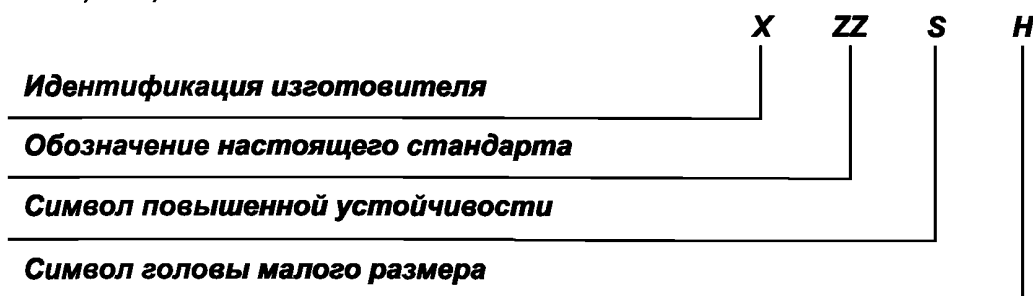 X ZZ S H
Идентификация изготовителя
Обозначение настоящего стандарта
Символ повышенной устойчивости
Символ головы малого размера